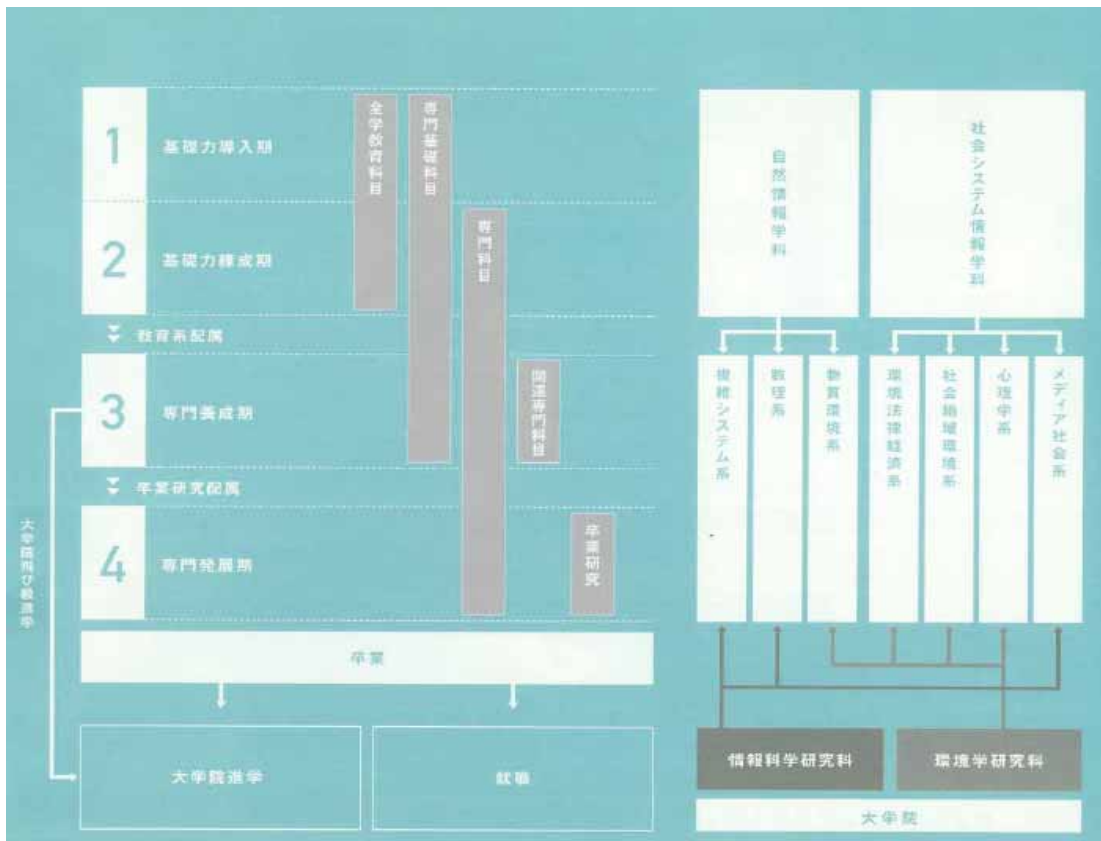 1
基礎力導入期
2
基礎力錬成期
教育系配属
3
専門養成期
卒業研究配属
4
専門発展期
全学教育科目
専門基礎科目
専門科目
関連専門科目
卒業研究
卒業
大学院進学
就職
大学院飛び級進学
自然情報学科
社会システム情報学科
複雑システム系
数理系
物質環境系
環境法律経済系
社会地域環境系
心理学系
メディア社会系
情報科学研究科
環境学研究科
大学院